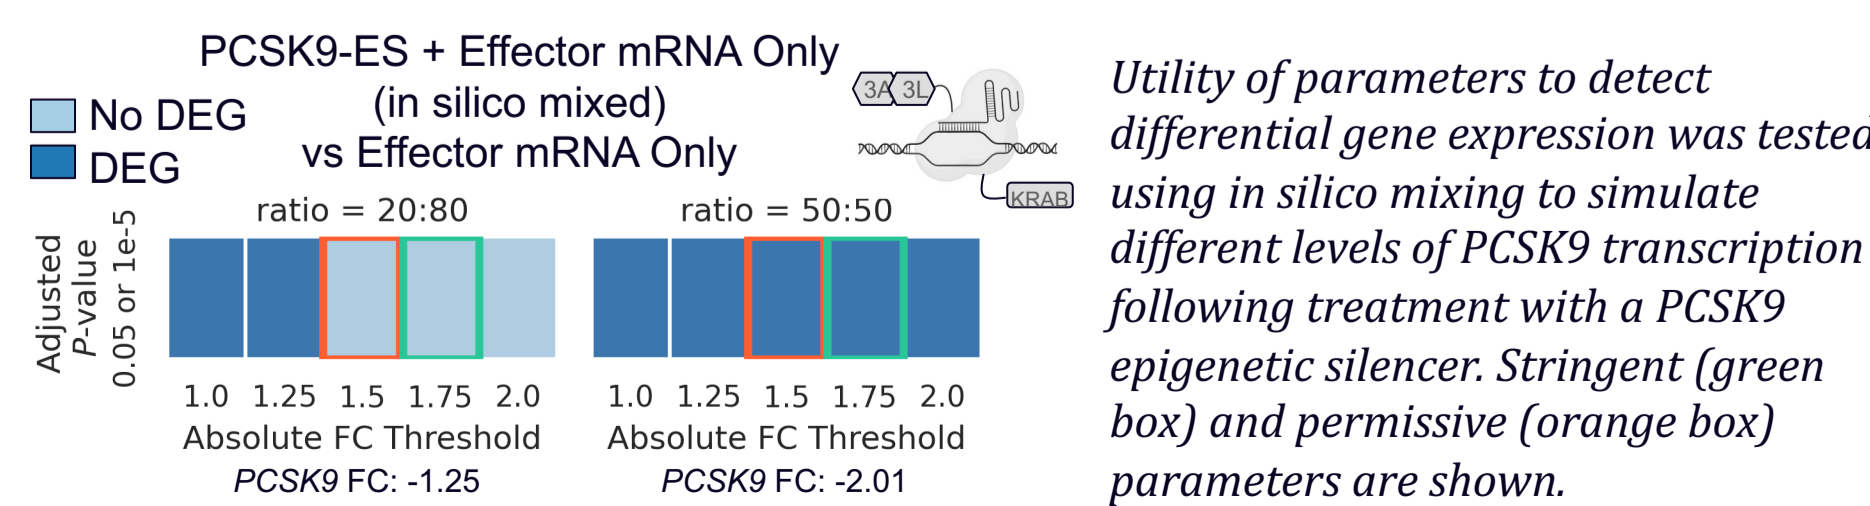 PCSK9-ES + Effector mRNA Only
(in silico mixed)
vs Effector mRNA Only
No DEG
DEG
3A 3L
KRAB
ratio = 20:80
ratio = 50:50
Adjusted
P-value
0.05 or 1e-5
1.0 1.25 1.5 1.75 2.0
Absolute FC Threshold
PCSK9 FC: -1.25
1.0 1.25 1.5 1.75 2.0
Absolute FC Threshold
PCSK9 FC: -2.01
Utility of parameters to detect
differential gene expression was tested
using in silico mixing to simulate
different levels of PCSK9 transcription
following treatment with a PCSK9
epigenetic silencer. Stringent (green
box) and permissive (orange box)
parameters are shown.